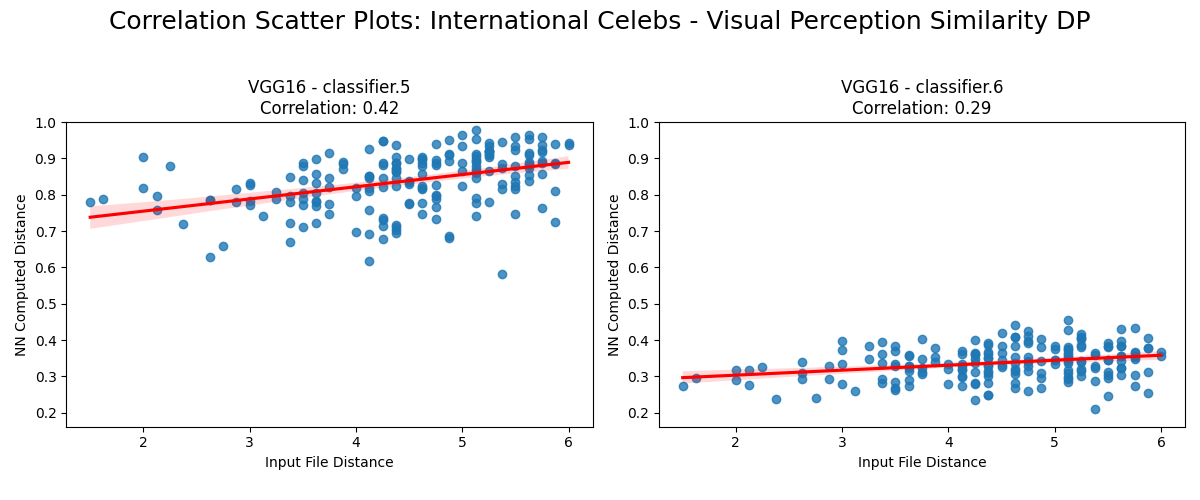 Correlation Scatter Plots: International Celebs - Visual Perception Similarity DP
VGG16 - classifier.5
Correlation: 0.42
1.0
0.9
0.8
0.7
0.6
0.5
0.4
0.3
0.2
NN Computed Distance
2 3 4 5 6
Input File Distance
VGG16 - classifier.6
Correlation: 0.29
1.0
0.9
0.8
0.7
0.6
0.5
0.4
0.3
0.2
NN Computed Distance
2 3 4 5 6
Input File Distance